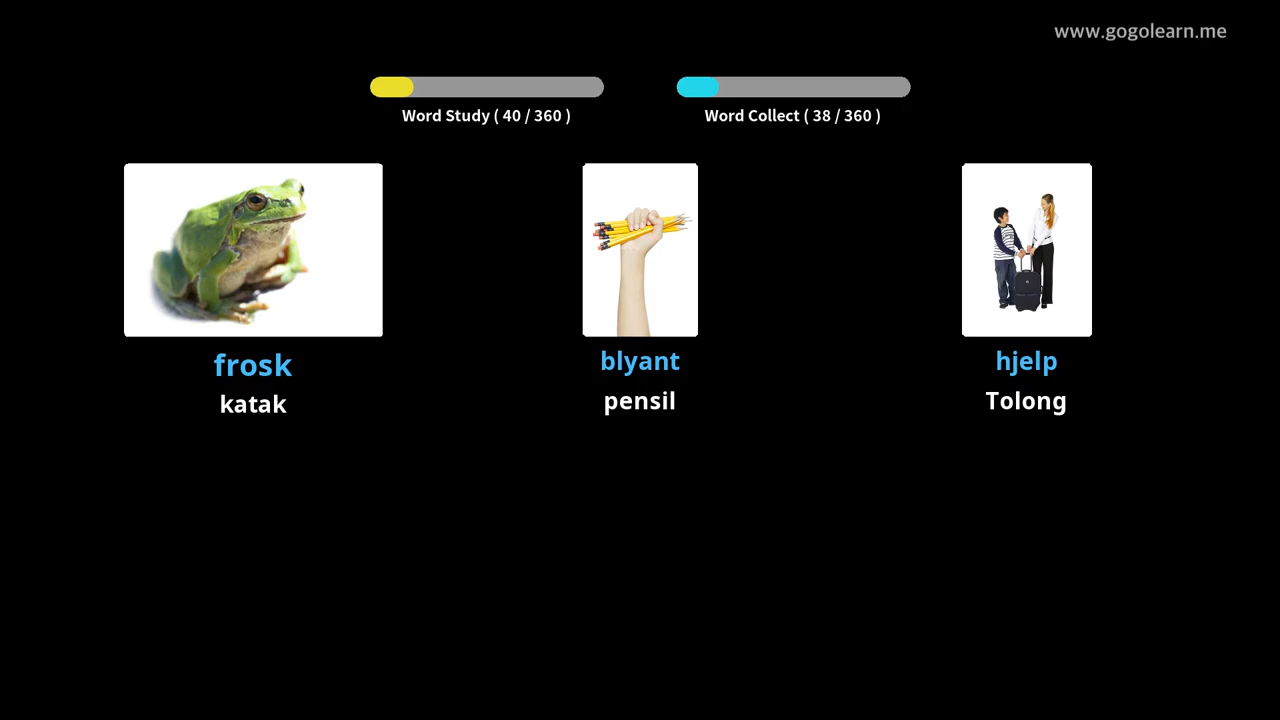 www.gogolearn.me
Word Study ( 40 / 360 )
Word Collect ( 38 / 360 )
frosk
katak
blyant
pensil
hjelp
Tolong